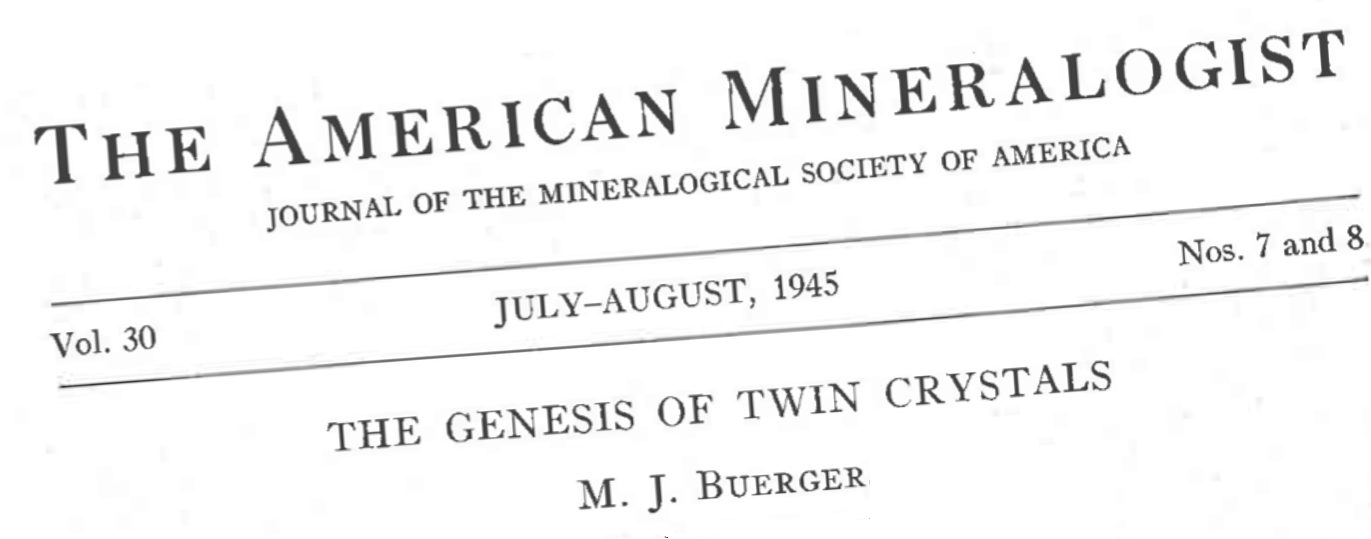 THE AMERICAN MINERALOGIST
JOURNAL OF THE MINERALOGICAL SOCIETY OF AMERICA
Vol. 30 JULY–AUGUST, 1945 Nos. 7 and 8
THE GENESIS OF TWIN CRYSTALS
M. J. BUERGER